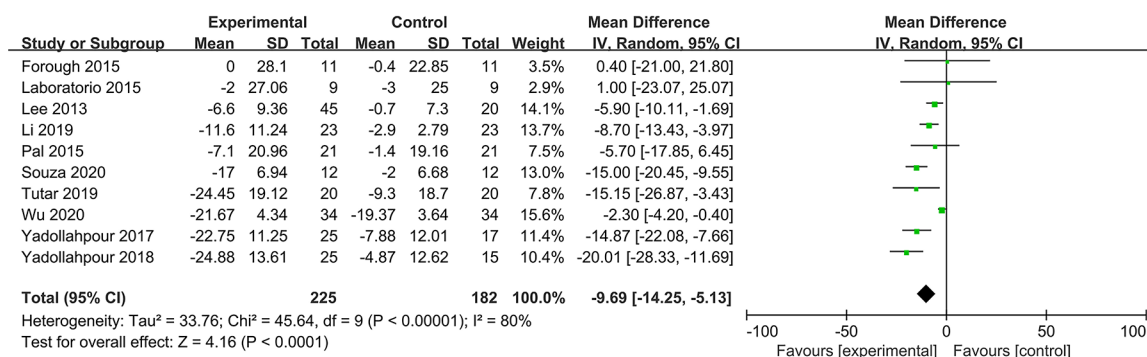 Experimental Control Mean Difference Mean Difference
Study or Subgroup Mean SD Total Mean SD Total Weight IV, Random, 95% CI IV, Random, 95% CI
Forough 2015 0 28.1 11 -0.4 22.85 11 3.5% 0.40 [-21.00, 21.80]
Laboratorio 2015 -2 27.06 9 -3 25 9 2.9% 1.00 [-23.07, 25.07]
Lee 2013 -6.6 9.36 45 -0.7 7.3 20 14.1% -5.90 [-10.11, -1.69]
Li 2019 -11.6 11.24 23 -2.9 2.79 23 13.7% -8.70 [-13.43, -3.97]
Pal 2015 -7.1 20.96 21 -1.4 19.16 21 7.5% -5.70 [-17.85, 6.45]
Souza 2020 -17 6.94 12 -2 6.68 12 13.0% -15.00 [-20.45, -9.55]
Tutar 2019 -24.45 19.12 20 -9.3 18.7 20 7.8% -15.15 [-26.87, -3.43]
Wu 2020 -21.67 4.34 34 -19.37 3.64 34 15.6% -2.30 [-4.20, -0.40]
Yadollahpour 2017 -22.75 11.25 25 -7.88 12.01 17 11.4% -14.87 [-22.08, -7.66]
Yadollahpour 2018 -24.88 13.61 25 -4.87 12.62 15 10.4% -20.01 [-28.33, -11.69]
Total (95% CI) 225 182 100.0% -9.69 [-14.25, -5.13]
Heterogeneity: Tau² = 33.76; Chi² = 45.64, df = 9 (P < 0.00001); I² = 80%
Test for overall effect: Z = 4.16 (P < 0.0001)
-100 -50 0 50 100
Favours [experimental] Favours [control]